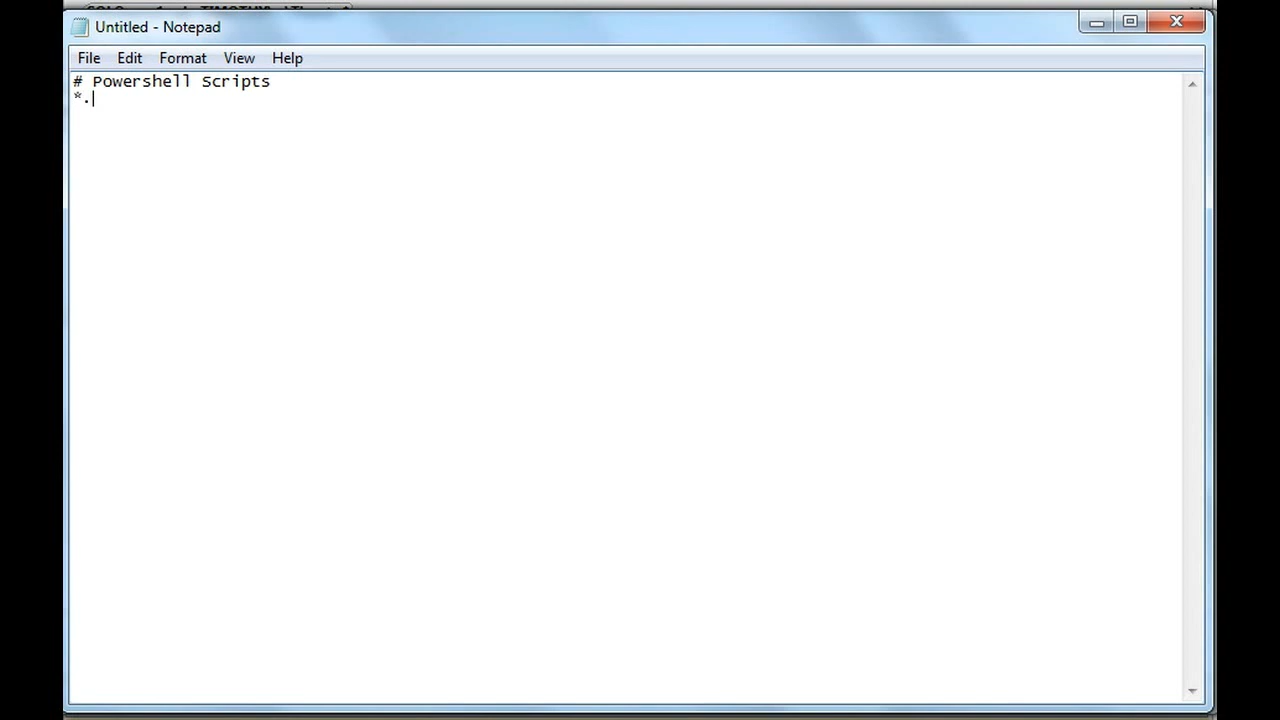 Untitled - Notepad
File Edit Format View Help
# Powershell Scripts
*.